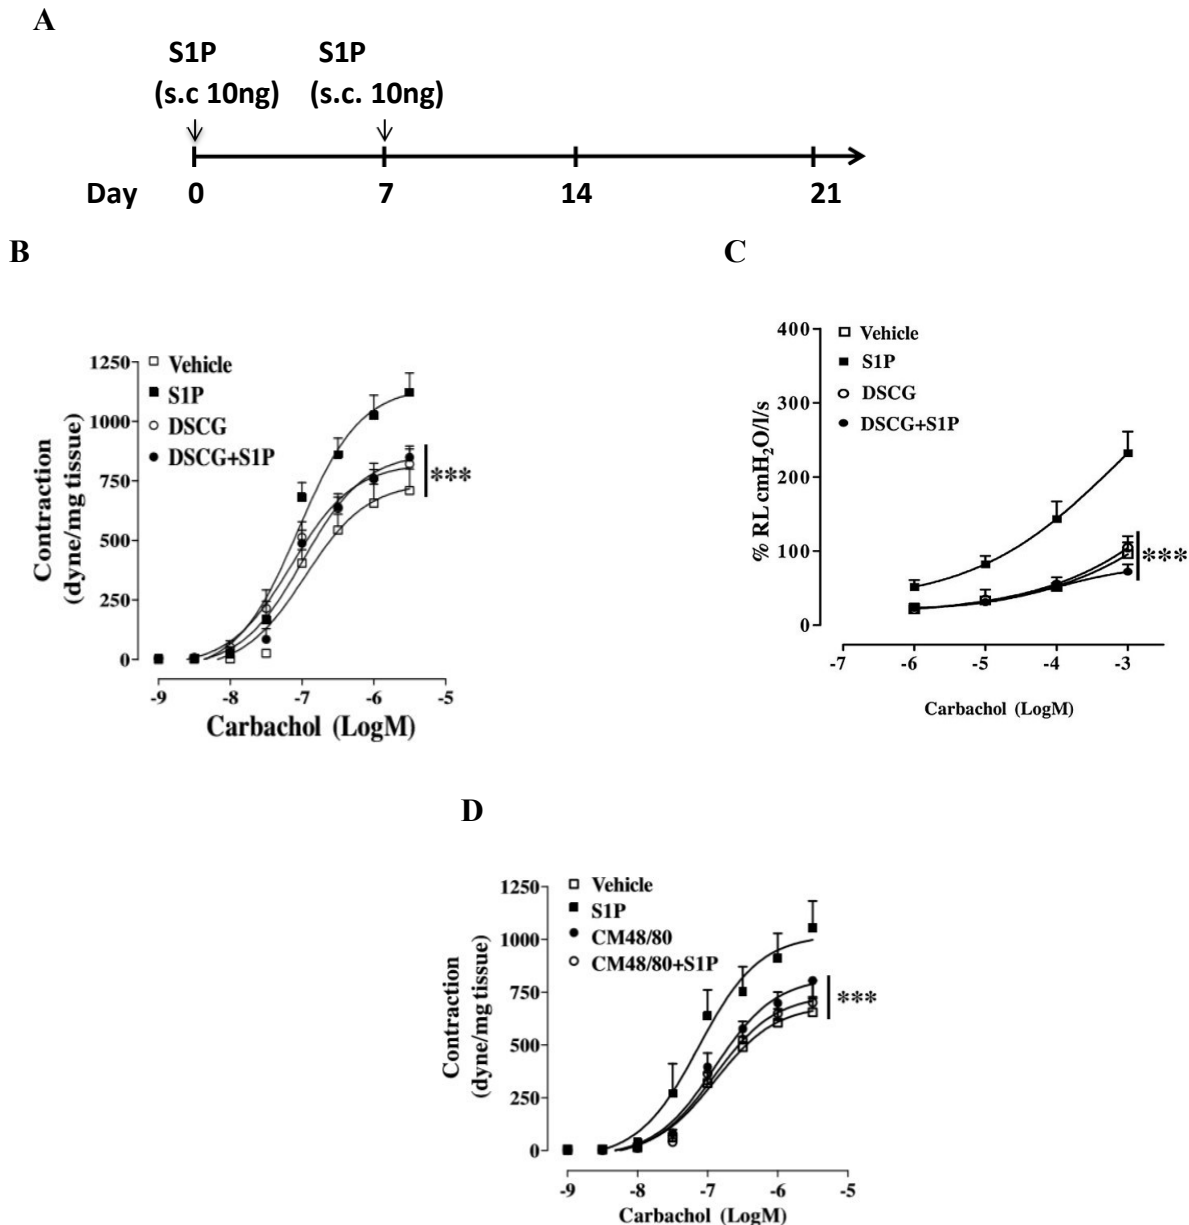 A
S1P S1P
(s.c 10ng) (s.c. 10ng)
Day 0 7 14 21
B
C
1250
1000
750
500
250
0
Contraction
(dyne/mg tissue)
Vehicle
S1P
DSCG
DSCG+S1P
***
-9 -8 -7 -6 -5
Carbachol (LogM)
400
300
200
100
0
% RL cmH₂O/l/s
Vehicle
S1P
DSCG
DSCG+S1P
***
-7 -6 -5 -4 -3
Carbachol (LogM)
D
1250
1000
750
500
250
0
Contraction
(dyne/mg tissue)
Vehicle
S1P
CM48/80
CM48/80+S1P
***
-9 -8 -7 -6 -5
Carbachol (LogM)